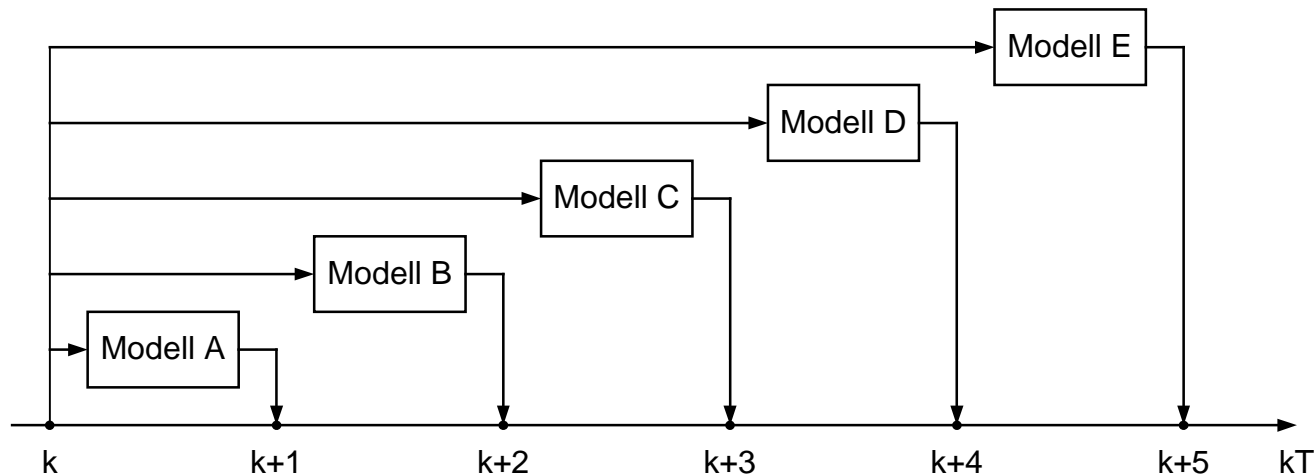 Modell E
Modell D
Modell C
Modell B
Modell A
k k+1 k+2 k+3 k+4 k+5 kT